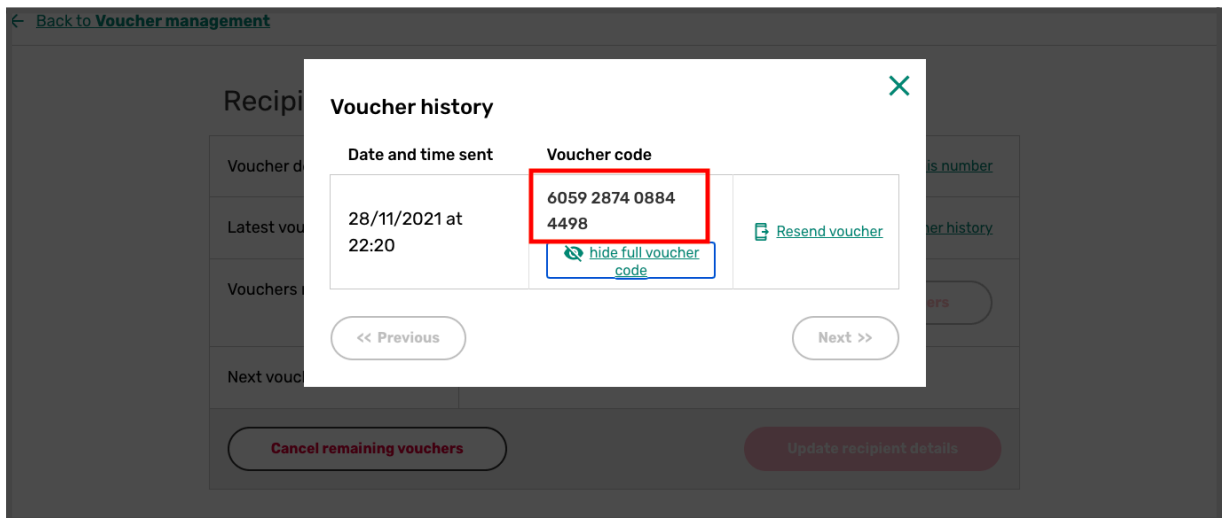 ← Back to Voucher management
Recipi
Voucher history
Date and time sent
Voucher code
Voucher d
is number
28/11/2021 at
22:20
6059 2874 0884
4498
hide full voucher
code
Resend voucher
Latest vou
er history
Vouchers r
ers
<< Previous
Next >>
Next vouc
Cancel remaining vouchers
Update recipient details